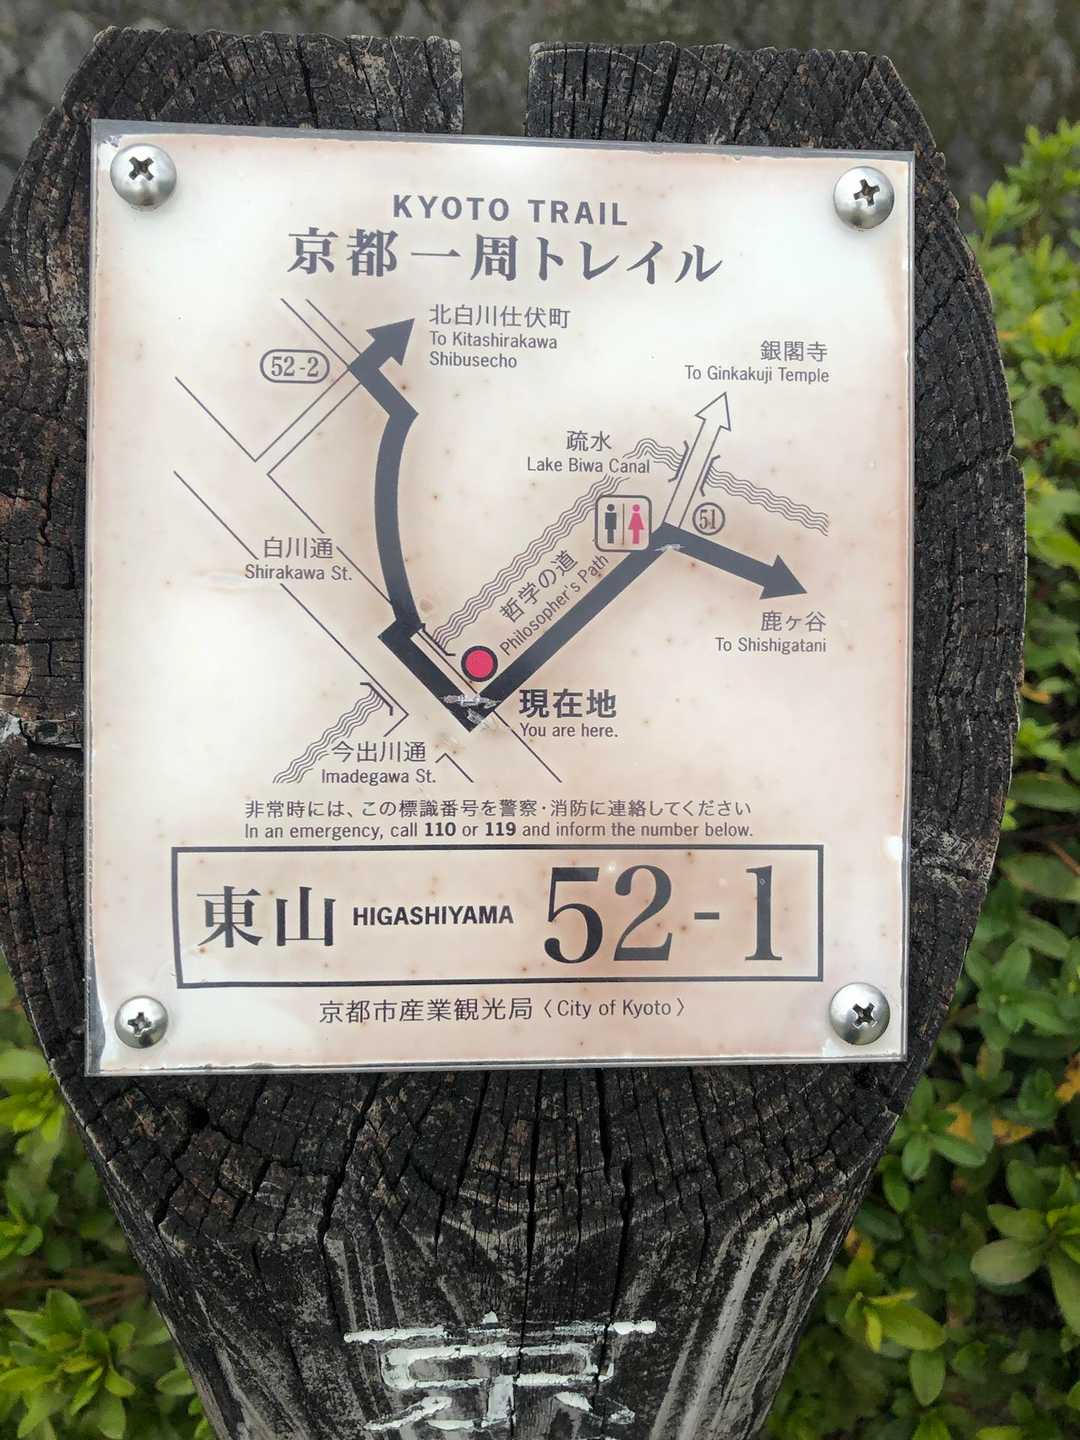 KYOTO TRAIL
京都一周トレイル
北白川仕伏町
To Kitashirakawa
Shibusecho
52-2
銀閣寺
To Ginkakuji Temple
疏水
Lake Biwa Canal
51
白川通
Shirakawa St.
哲学の道
Philosopher's Path
鹿ヶ谷
To Shishigatani
現在地
You are here.
今出川通
Imadegawa St.
非常時には、この標識番号を警察・消防に連絡してください
In an emergency, call 110 or 119 and inform the number below.
東山 HIGASHIYAMA 52-1
京都市産業観光局〈City of Kyoto〉
京